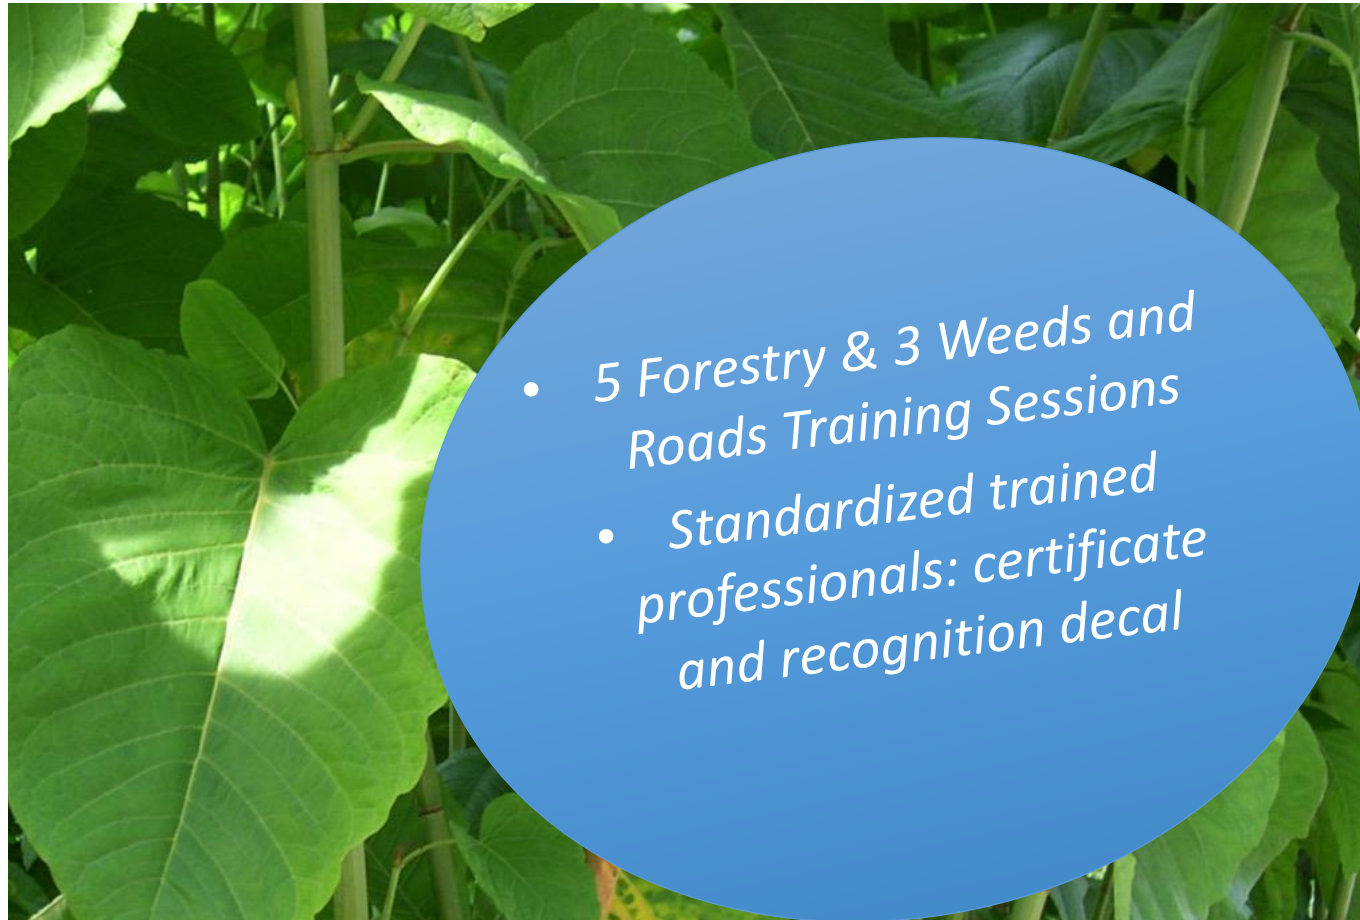 • 5 Forestry & 3 Weeds and
Roads Training Sessions
• Standardized trained
professionals: certificate
and recognition decal